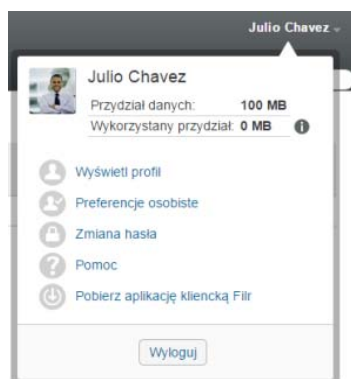 Julio Chavez
Julio Chavez
Przydział danych: 100 MB
Wykorzystany przydział: 0 MB
Wyświetl profil
Preferencje osobiste
Zmiana hasła
Pomoc
Pobierz aplikację kliencką Filr
Wyloguj